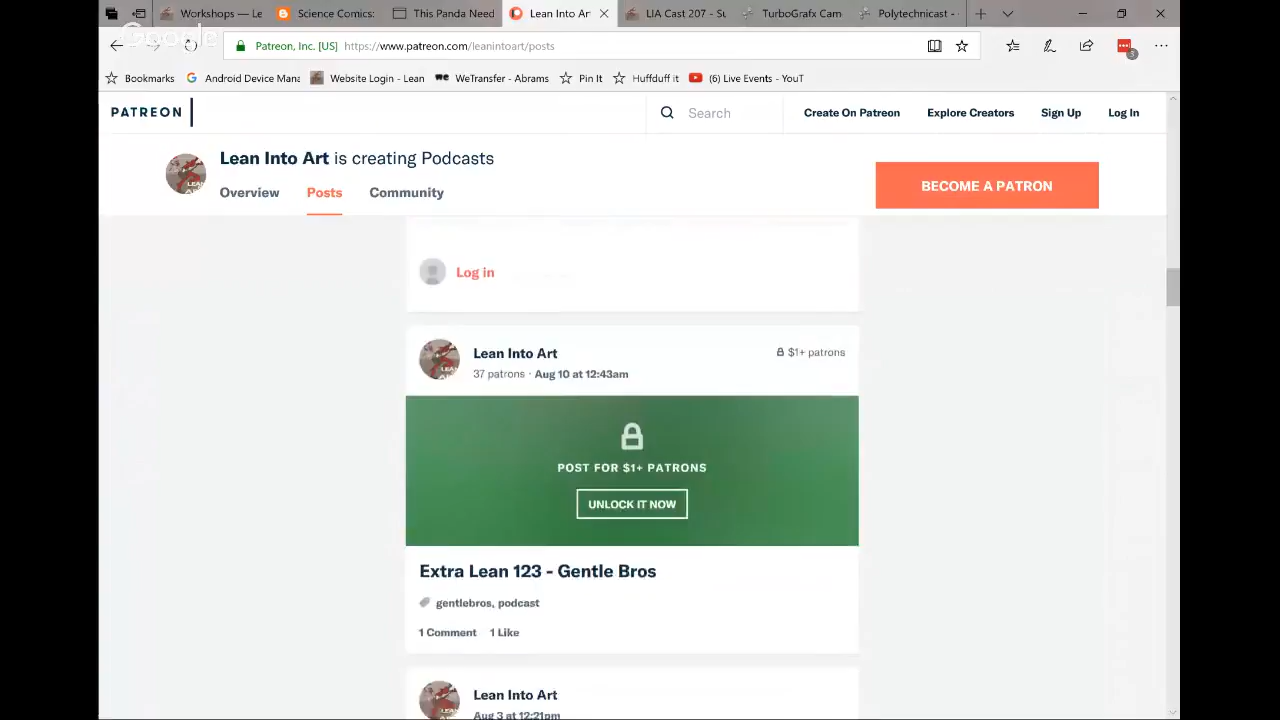 Workshops — Le
Science Comics:
This Panda Need
Lean Into Art
LIA Cast 207 - St
TurboGrax Card
Polytechnicast -
Google
Patreon, Inc. [US] https://www.patreon.com/leanintoart/posts
3
Bookmarks
Android Device Mana
Website Login - Lean
WeTransfer - Abrams
Pin It
Huffduff it
(6) Live Events - YouT
PATREON
Search
Create On Patreon
Explore Creators
Sign Up
Log In
Lean Into Art is creating Podcasts
Overview
Posts
Community
BECOME A PATRON
Log in
Lean Into Art
$1+ patrons
37 patrons · Aug 10 at 12:43am
POST FOR $1+ PATRONS
UNLOCK IT NOW
Extra Lean 123 - Gentle Bros
gentlebros, podcast
1 Comment 1 Like
Lean Into Art
Aug 3 at 12:21pm